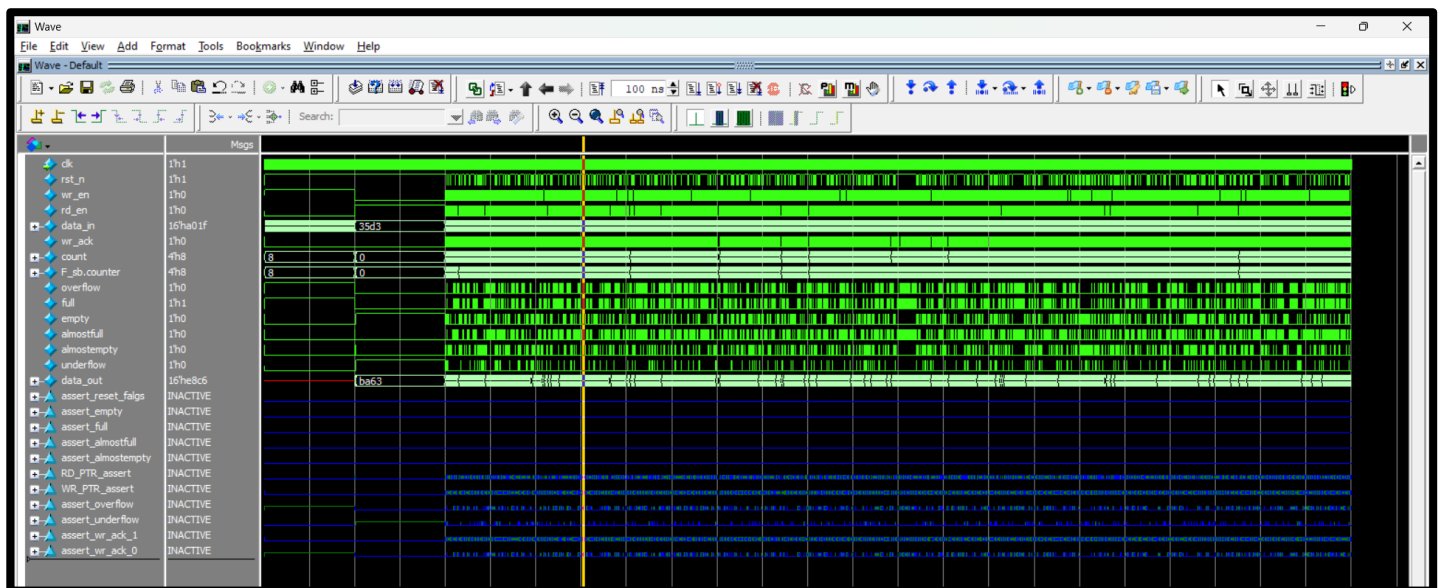 Wave
File Edit View Add Format Tools Bookmarks Window Help
Wave - Default
100 ns
Search:
Msgs
clk 1'h1
rst_n 1'h1
wr_en 1'h0
rd_en 1'h0
data_in 16'ha01f 35d3
wr_ack 1'h0
count 4'h8 8 0
F_sb.counter 4'h8 8 0
overflow 1'h0
full 1'h1
empty 1'h0
almostfull 1'h0
almostempty 1'h0
underflow 1'h0
data_out 16'he8c6 ba63
assert_reset_falgs INACTIVE
assert_empty INACTIVE
assert_full INACTIVE
assert_almostfull INACTIVE
assert_almostempty INACTIVE
RD_PTR_assert INACTIVE
WR_PTR_assert INACTIVE
assert_overflow INACTIVE
assert_underflow INACTIVE
assert_wr_ack_1 INACTIVE
assert_wr_ack_0 INACTIVE